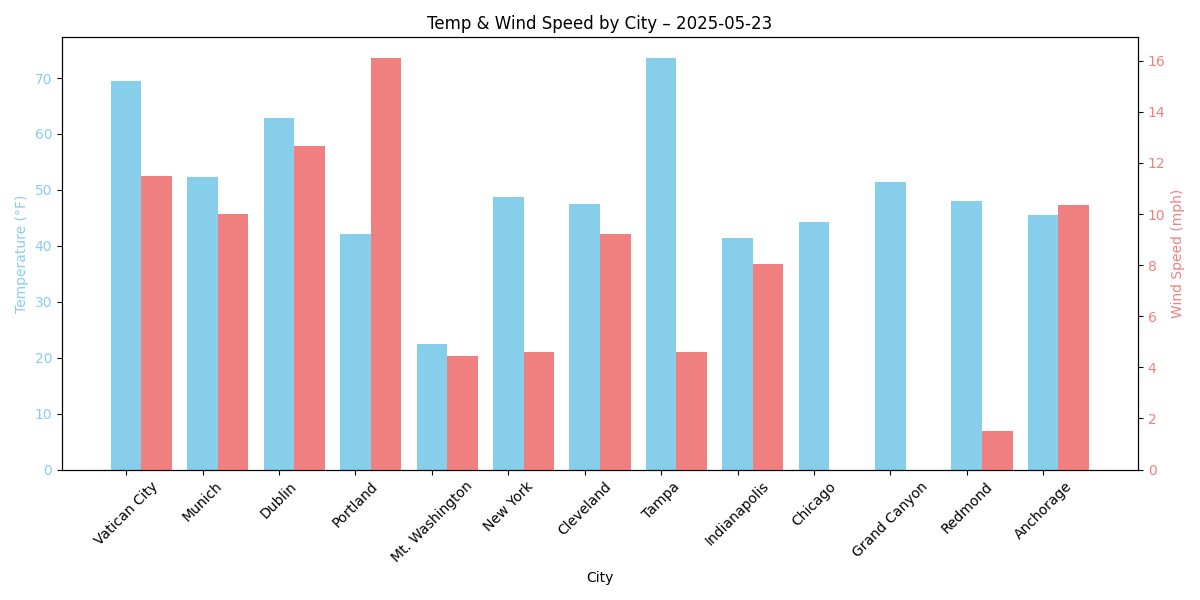 Temp & Wind Speed by City – 2025-05-23
Temperature (°F)
70
60
50
40
30
20
10
0
Wind Speed (mph)
16
14
12
10
8
6
4
2
0
Vatican City
Munich
Dublin
Portland
Mt. Washington
New York
Cleveland
Tampa
Indianapolis
Chicago
Grand Canyon
Redmond
Anchorage
City